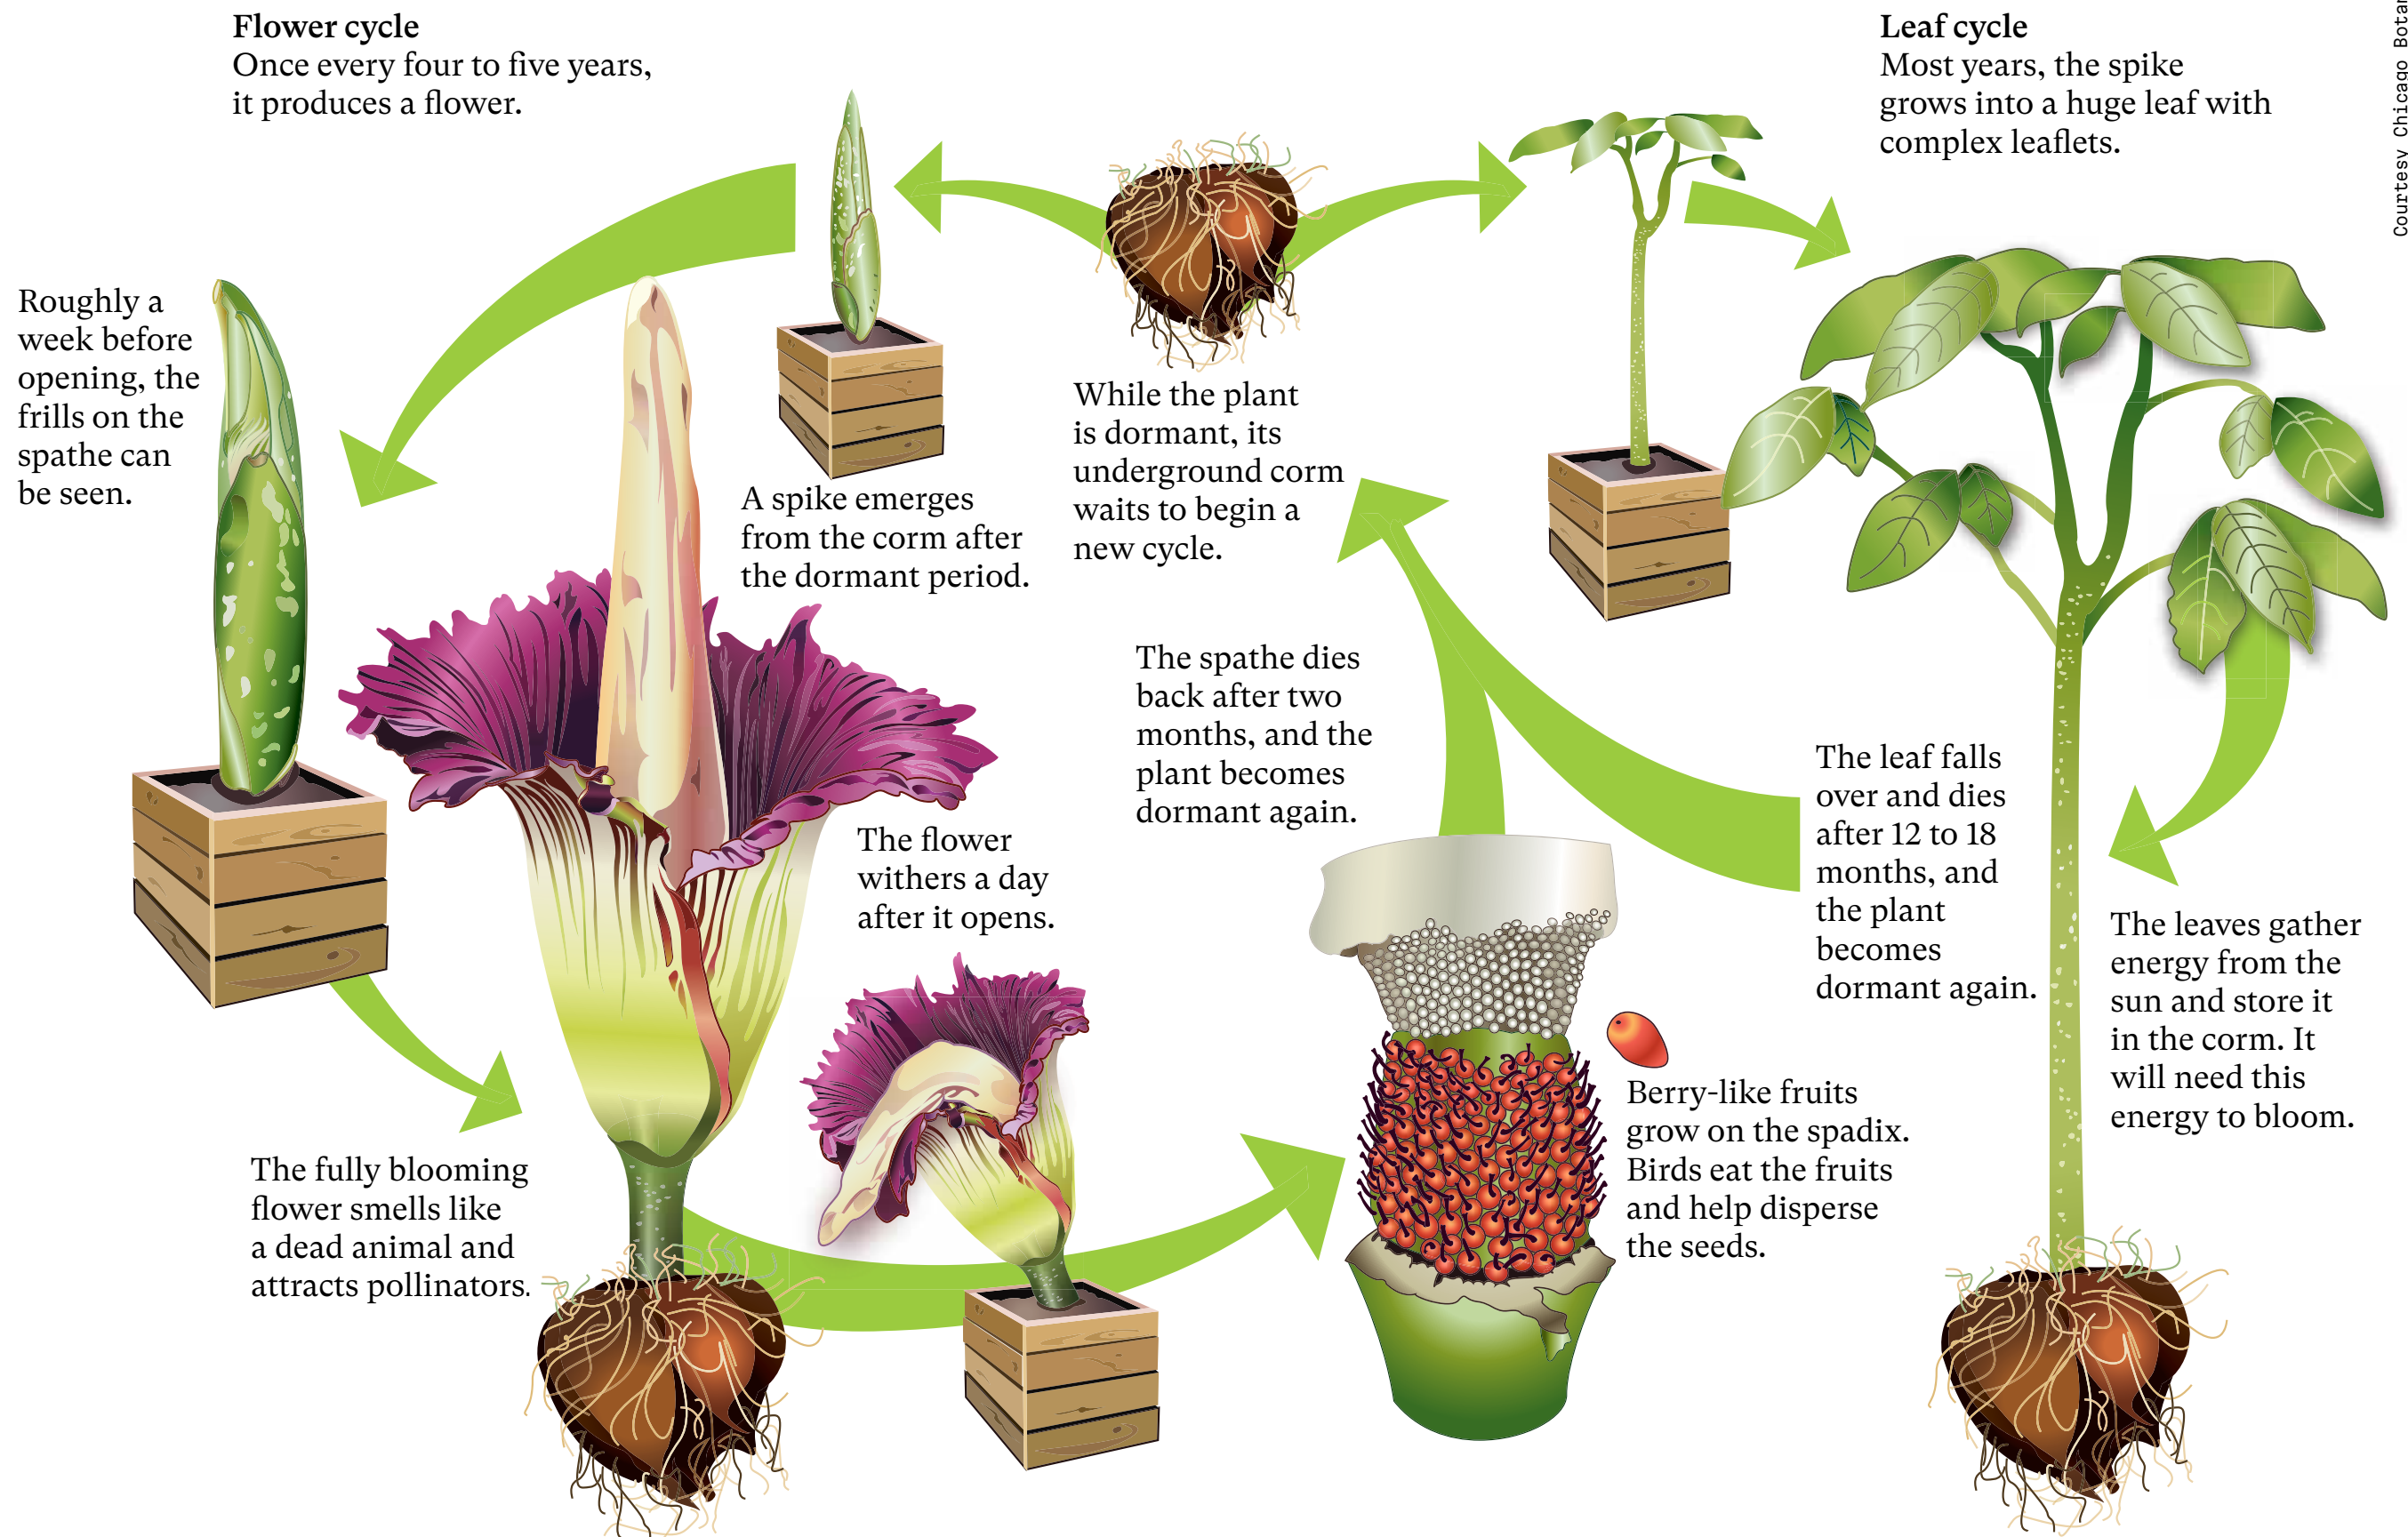 Flower cycle
Once every four to five years,
it produces a flower.
Leaf cycle
Most years, the spike
grows into a huge leaf with
complex leaflets.
Courtesy Chicago
Roughly a
week before
opening, the
frills on the
spathe can
be seen.
A spike emerges
from the corm after
the dormant period.
While the plant
is dormant, its
underground corm
waits to begin a
new cycle.
The spathe dies
back after two
months, and the
plant becomes
dormant again.
The flower
withers a day
after it opens.
The leaf falls
over and dies
after 12 to 18
months, and
the plant
becomes
dormant again.
The leaves gather
energy from the
sun and store it
in the corm. It
will need this
energy to bloom.
The fully blooming
flower smells like
a dead animal and
attracts pollinators.
Berry-like fruits
grow on the spadix.
Birds eat the fruits
and help disperse
the seeds.